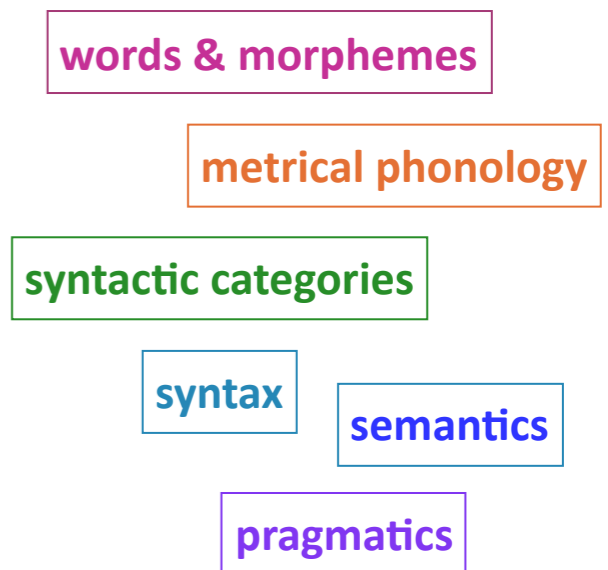 words & morphemes
metrical phonology
syntactic categories
syntax
semantics
pragmatics